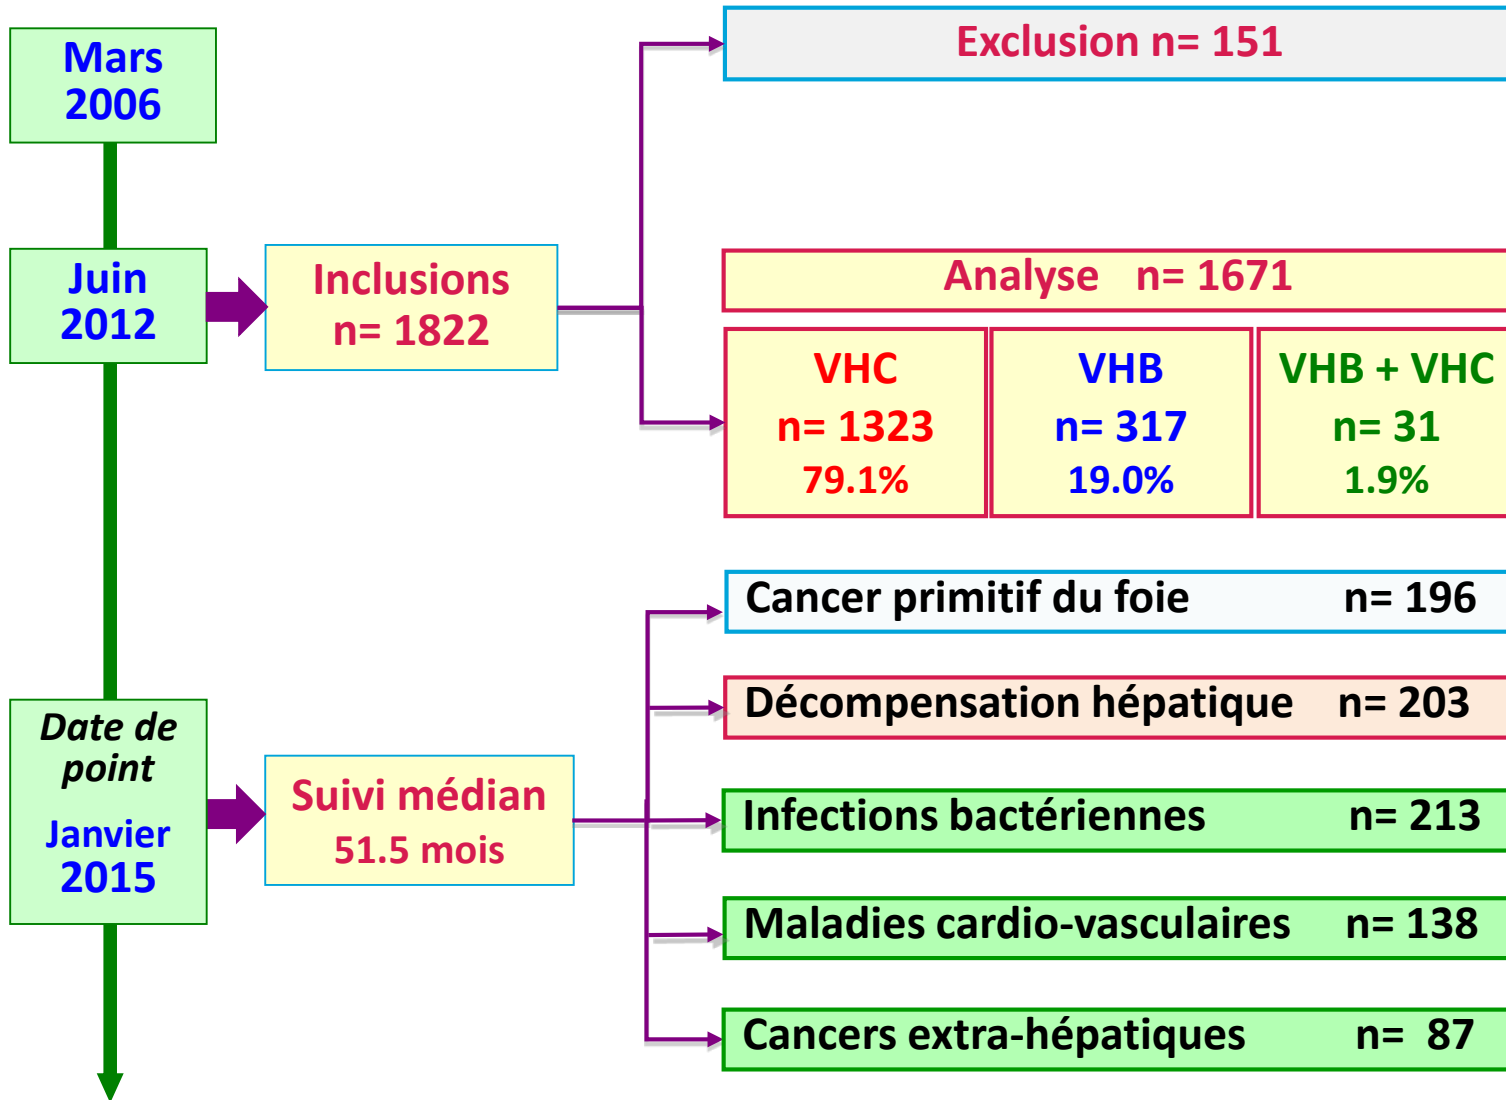 Mars
2006
Exclusion n= 151
Juin
2012
Inclusions
n= 1822
Analyse n= 1671
VHC
n= 1323
79.1%
VHB
n= 317
19.0%
VHB + VHC
n= 31
1.9%
Date de
point
Janvier
2015
Suivi médian
51.5 mois
Cancer primitif du foie n= 196
Décompensation hépatique n= 203
Infections bactériennes n= 213
Maladies cardio-vasculaires n= 138
Cancers extra-hépatiques n= 87